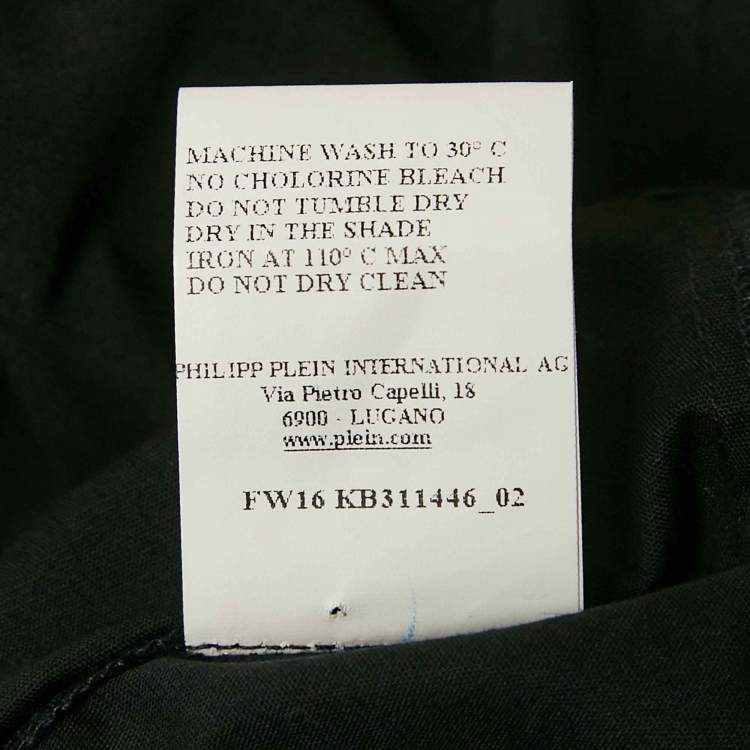 MACHINE WASH TO 30° C
NO CHOLORINE BLEACH
DO NOT TUMBLE DRY
DRY IN THE SHADE
IRON AT 110° C MAX
DO NOT DRY CLEAN
PHILIPP PLEIN INTERNATIONAL AG
Via Pietro Capelli, 18
6900 - LUGANO
www.plein.com
FW16 KB311446_02